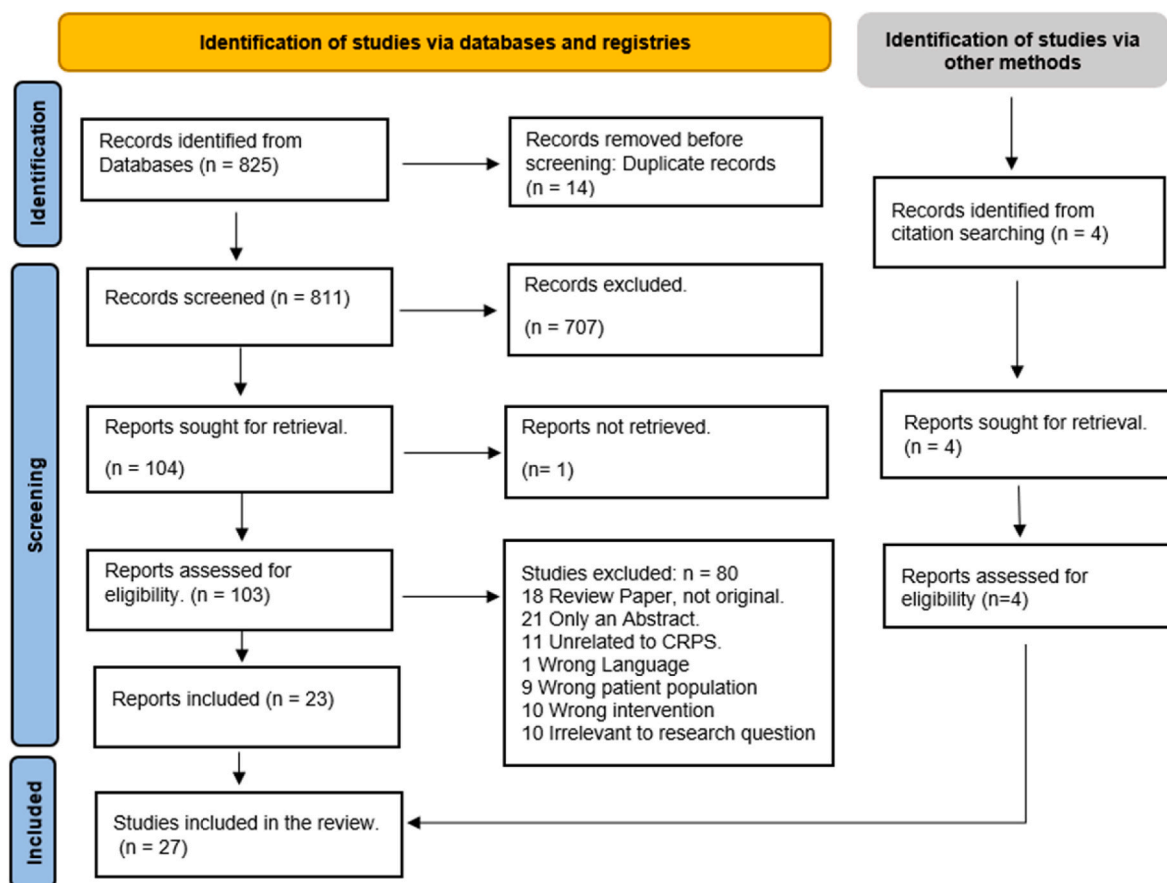 Identification of studies via databases and registries
Identification of studies via
other methods
Identification
Records identified from
Databases (n = 825)
Records removed before
screening: Duplicate records
(n = 14)
Records identified from
citation searching (n = 4)
Screening
Records screened (n = 811)
Records excluded.
(n = 707)
Reports sought for retrieval.
(n = 104)
Reports not retrieved.
(n= 1)
Reports sought for retrieval.
(n = 4)
Reports assessed for
eligibility. (n = 103)
Studies excluded: n = 80
18 Review Paper, not original.
21 Only an Abstract.
11 Unrelated to CRPS.
1 Wrong Language
9 Wrong patient population
10 Wrong intervention
10 Irrelevant to research question
Reports assessed for
eligibility (n=4)
Reports included (n = 23)
Included
Studies included in the review.
(n = 27)